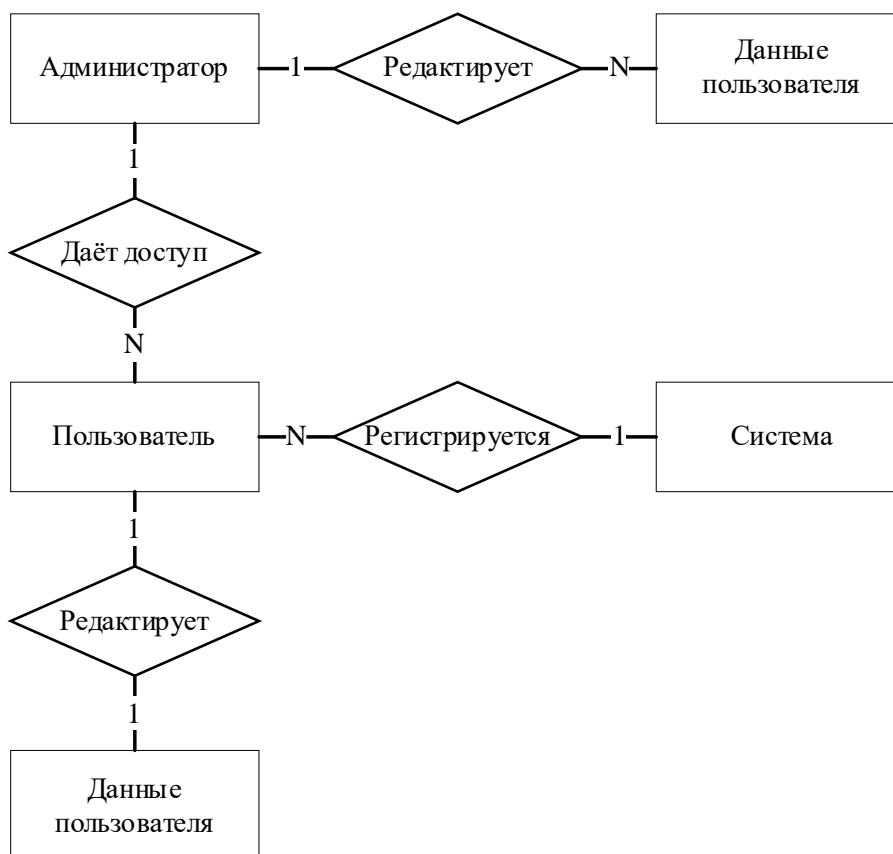 Администратор
1
Редактирует
N
Данные
пользователя
1
Даёт доступ
N
Пользователь
N
Регистрируется
1
Система
1
Редактирует
1
Данные
пользователя